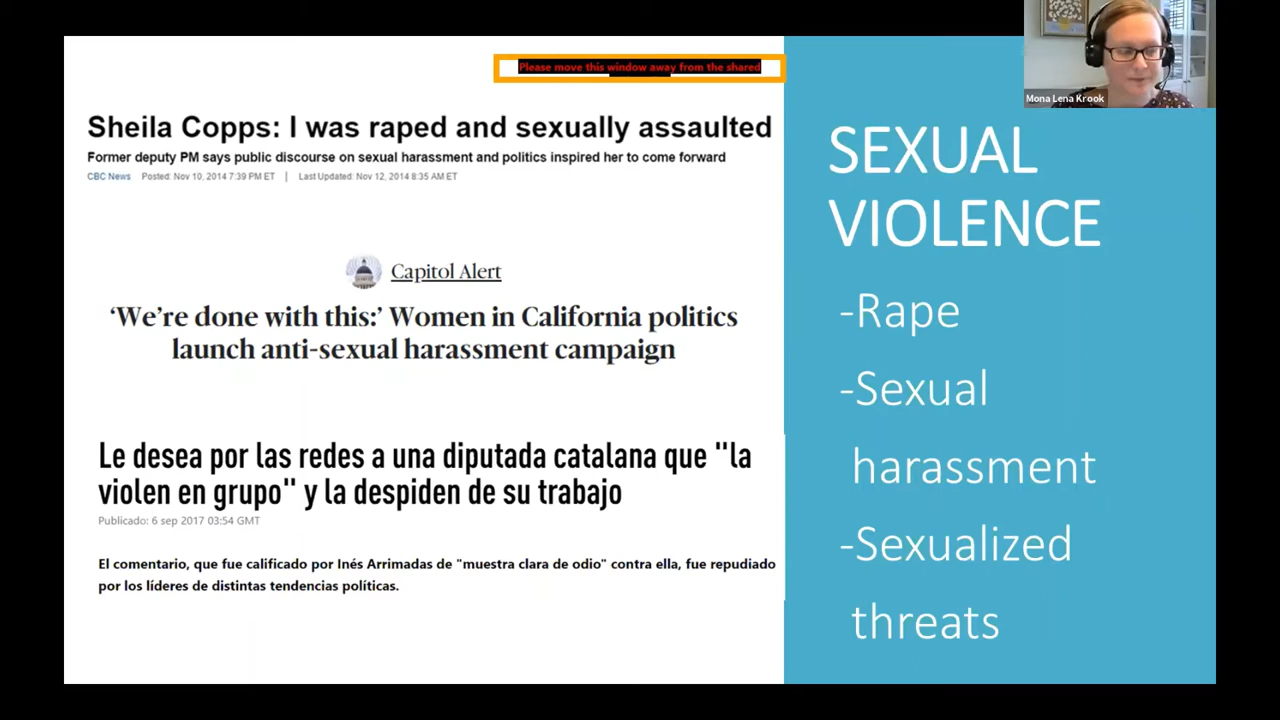 Please move this window away from the shared
Mona Lena Krook
Sheila Copps: I was raped and sexually assaulted
Former deputy PM says public discourse on sexual harassment and politics inspired her to come forward
CBC News Posted: Nov 10, 2014 7:39 PM ET | Last Updated: Nov 12, 2014 8:35 AM ET
Capitol Alert
‘We’re done with this:’ Women in California politics
launch anti-sexual harassment campaign
Le desea por las redes a una diputada catalana que "la
violen en grupo" y la despiden de su trabajo
Publicado: 6 sep 2017 03:54 GMT
El comentario, que fue calificado por Inés Arrimadas de "muestra clara de odio" contra ella, fue repudiado
por los líderes de distintas tendencias políticas.
SEXUAL
VIOLENCE
-Rape
-Sexual
harassment
-Sexualized
threats